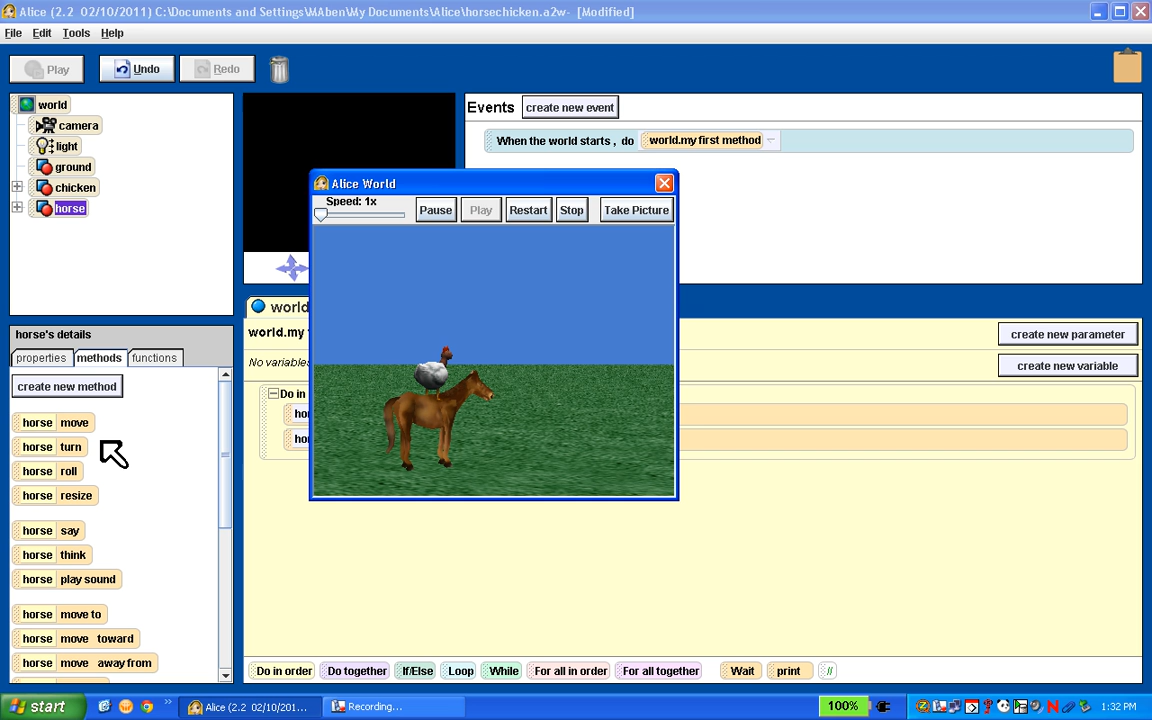 Alice (2.2 02/10/2011) C:\Documents and Settings\MAben\My Documents\Alice\horsechicken.a2w- [Modified]
File Edit Tools Help
Play Undo Redo
world
camera
light
ground
chicken
horse
Events create new event
When the world starts , do world.my first method
Alice World
Speed: 1x
Pause Play Restart Stop Take Picture
horse's details
properties methods functions
create new method
horse move
horse turn
horse roll
horse resize
horse say
horse think
horse play sound
horse move to
horse move toward
horse move away from
world
world.my
create new parameter
No variables
create new variable
Do in
Do in order Do together If/Else Loop While For all in order For all together Wait print //
start Alice (2.2 02/10/201... Recording... 100% 1:32 PM